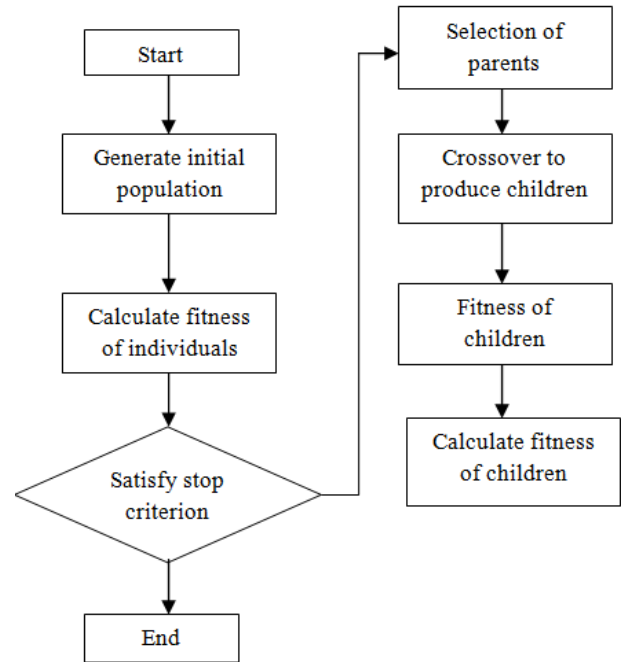 Start
Generate initial
population
Calculate fitness
of individuals
Satisfy stop
criterion
End
Selection of
parents
Crossover to
produce children
Fitness of
children
Calculate fitness
of children